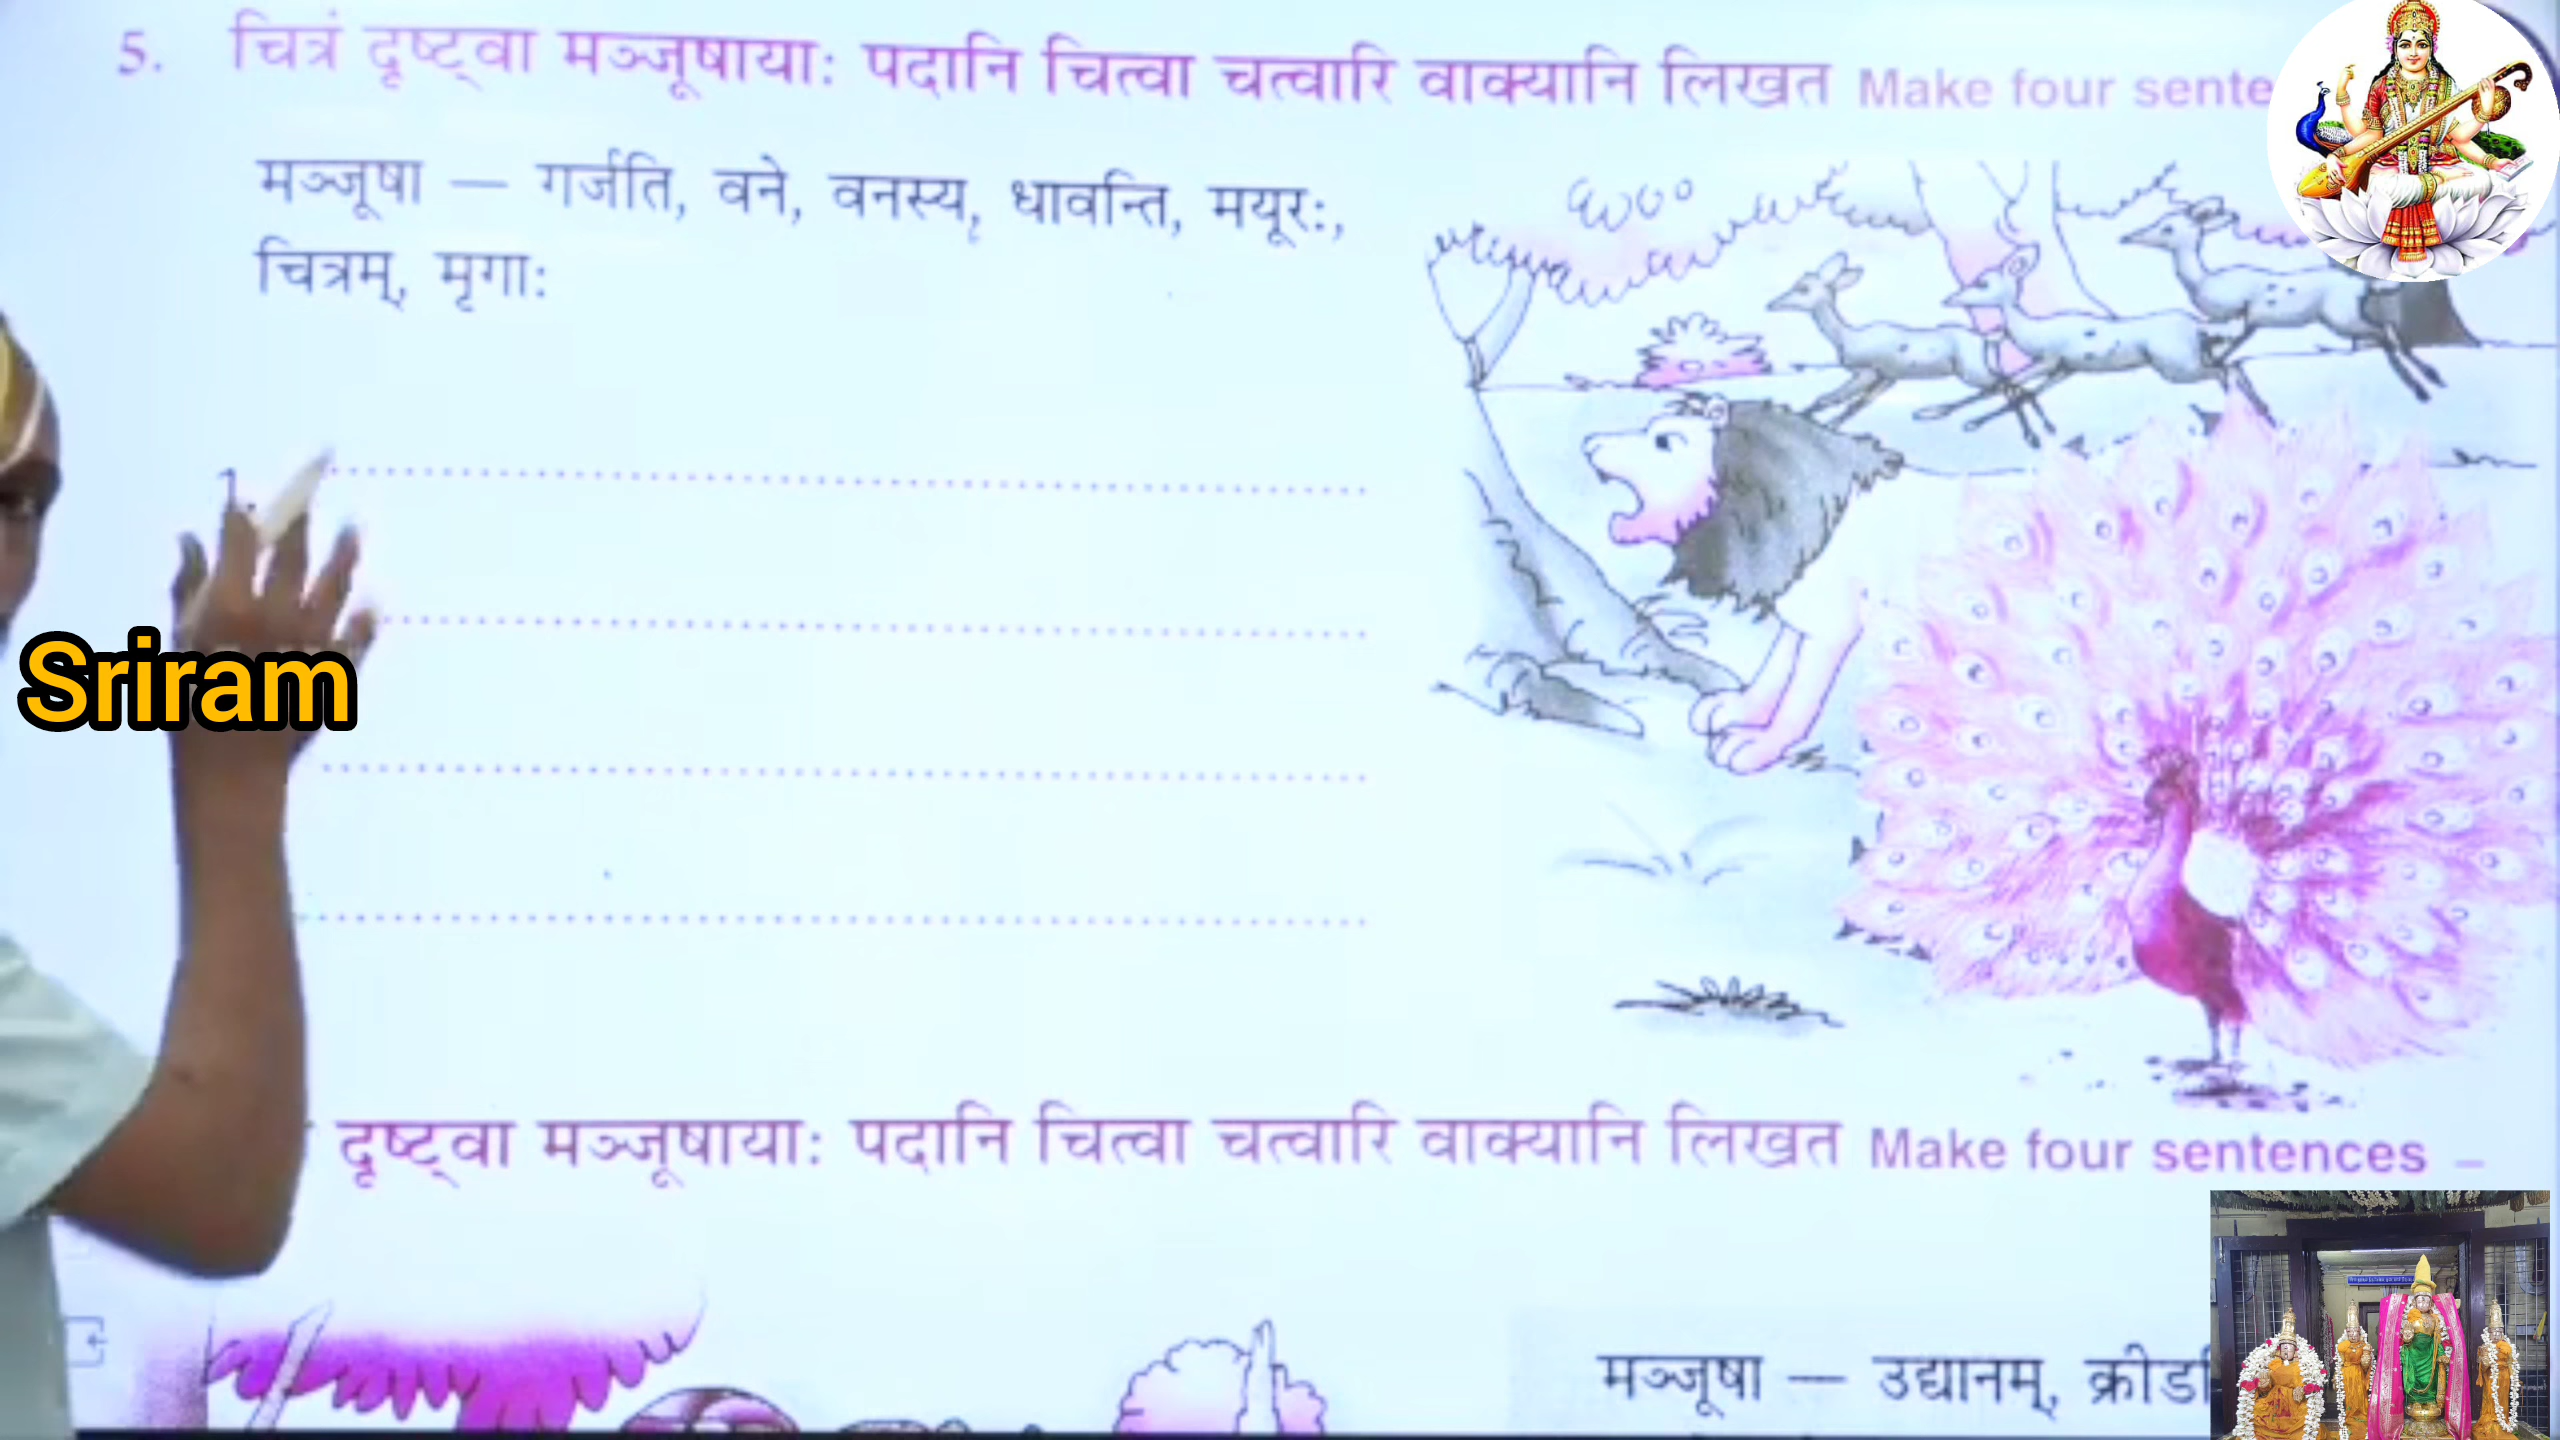 5. चित्रं दृष्ट्वा मञ्जूषायाः पदानि चित्वा चत्वारि वाक्यानि लिखत Make four sente
मञ्जूषा — गर्जति, वने, वनस्य, धावन्ति, मयूरः,
चित्रम्, मृगाः
1.
Sriram
दृष्ट्वा मञ्जूषायाः पदानि चित्वा चत्वारि वाक्यानि लिखत Make four sentences –
मञ्जूषा — उद्यानम्, क्रीड